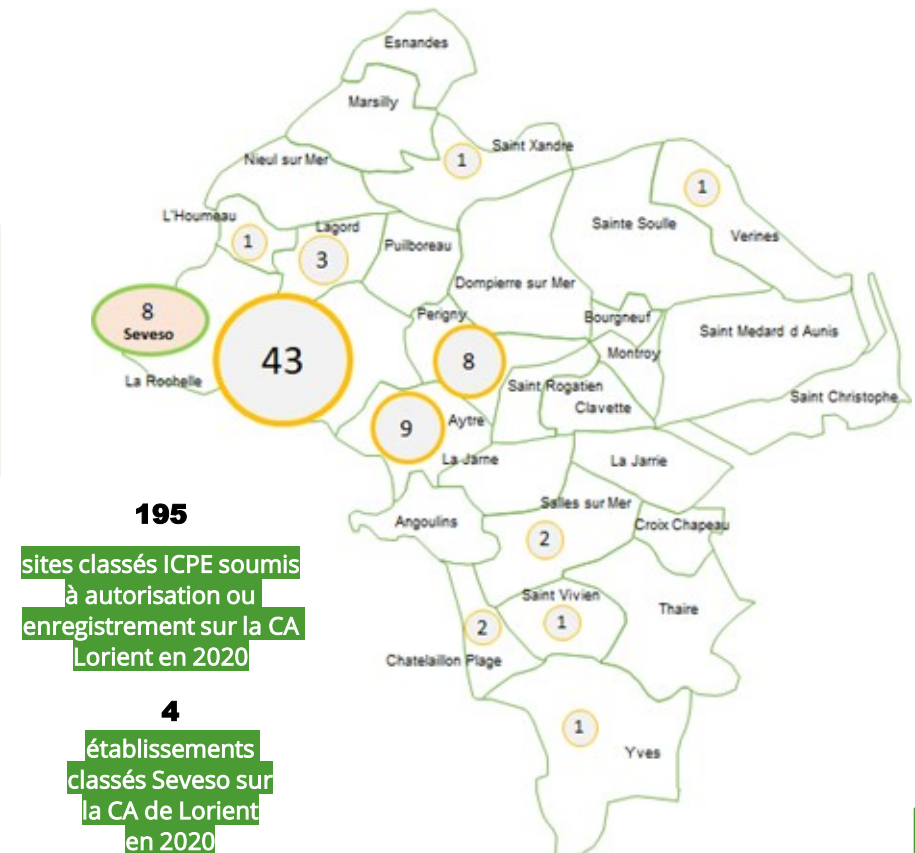 Esnandes
Marsilly
Saint Xandre
Nieul sur Mer
1
1
L'Houmeau
Lagord
Sainte Soulle
Verines
1
Puilboreau
3
Dompierre sur Mer
8
Seveso
Perigny
Bourgneuf
Saint Medard d Aunis
43
8
Montroy
La Rochelle
Saint Rogatien
Saint Christophe
Clavette
9
Aytre
La Jarne
La Jarrie
Salles sur Mer
195
Angoulins
Croix Chapeau
2
sites classés ICPE soumis
à autorisation ou
enregistrement sur la CA
Lorient en 2020
Saint Vivien
Thaire
2
1
Chatelaillon Plage
4
établissements
classés Seveso sur
la CA de Lorient
en 2020
1
Yves